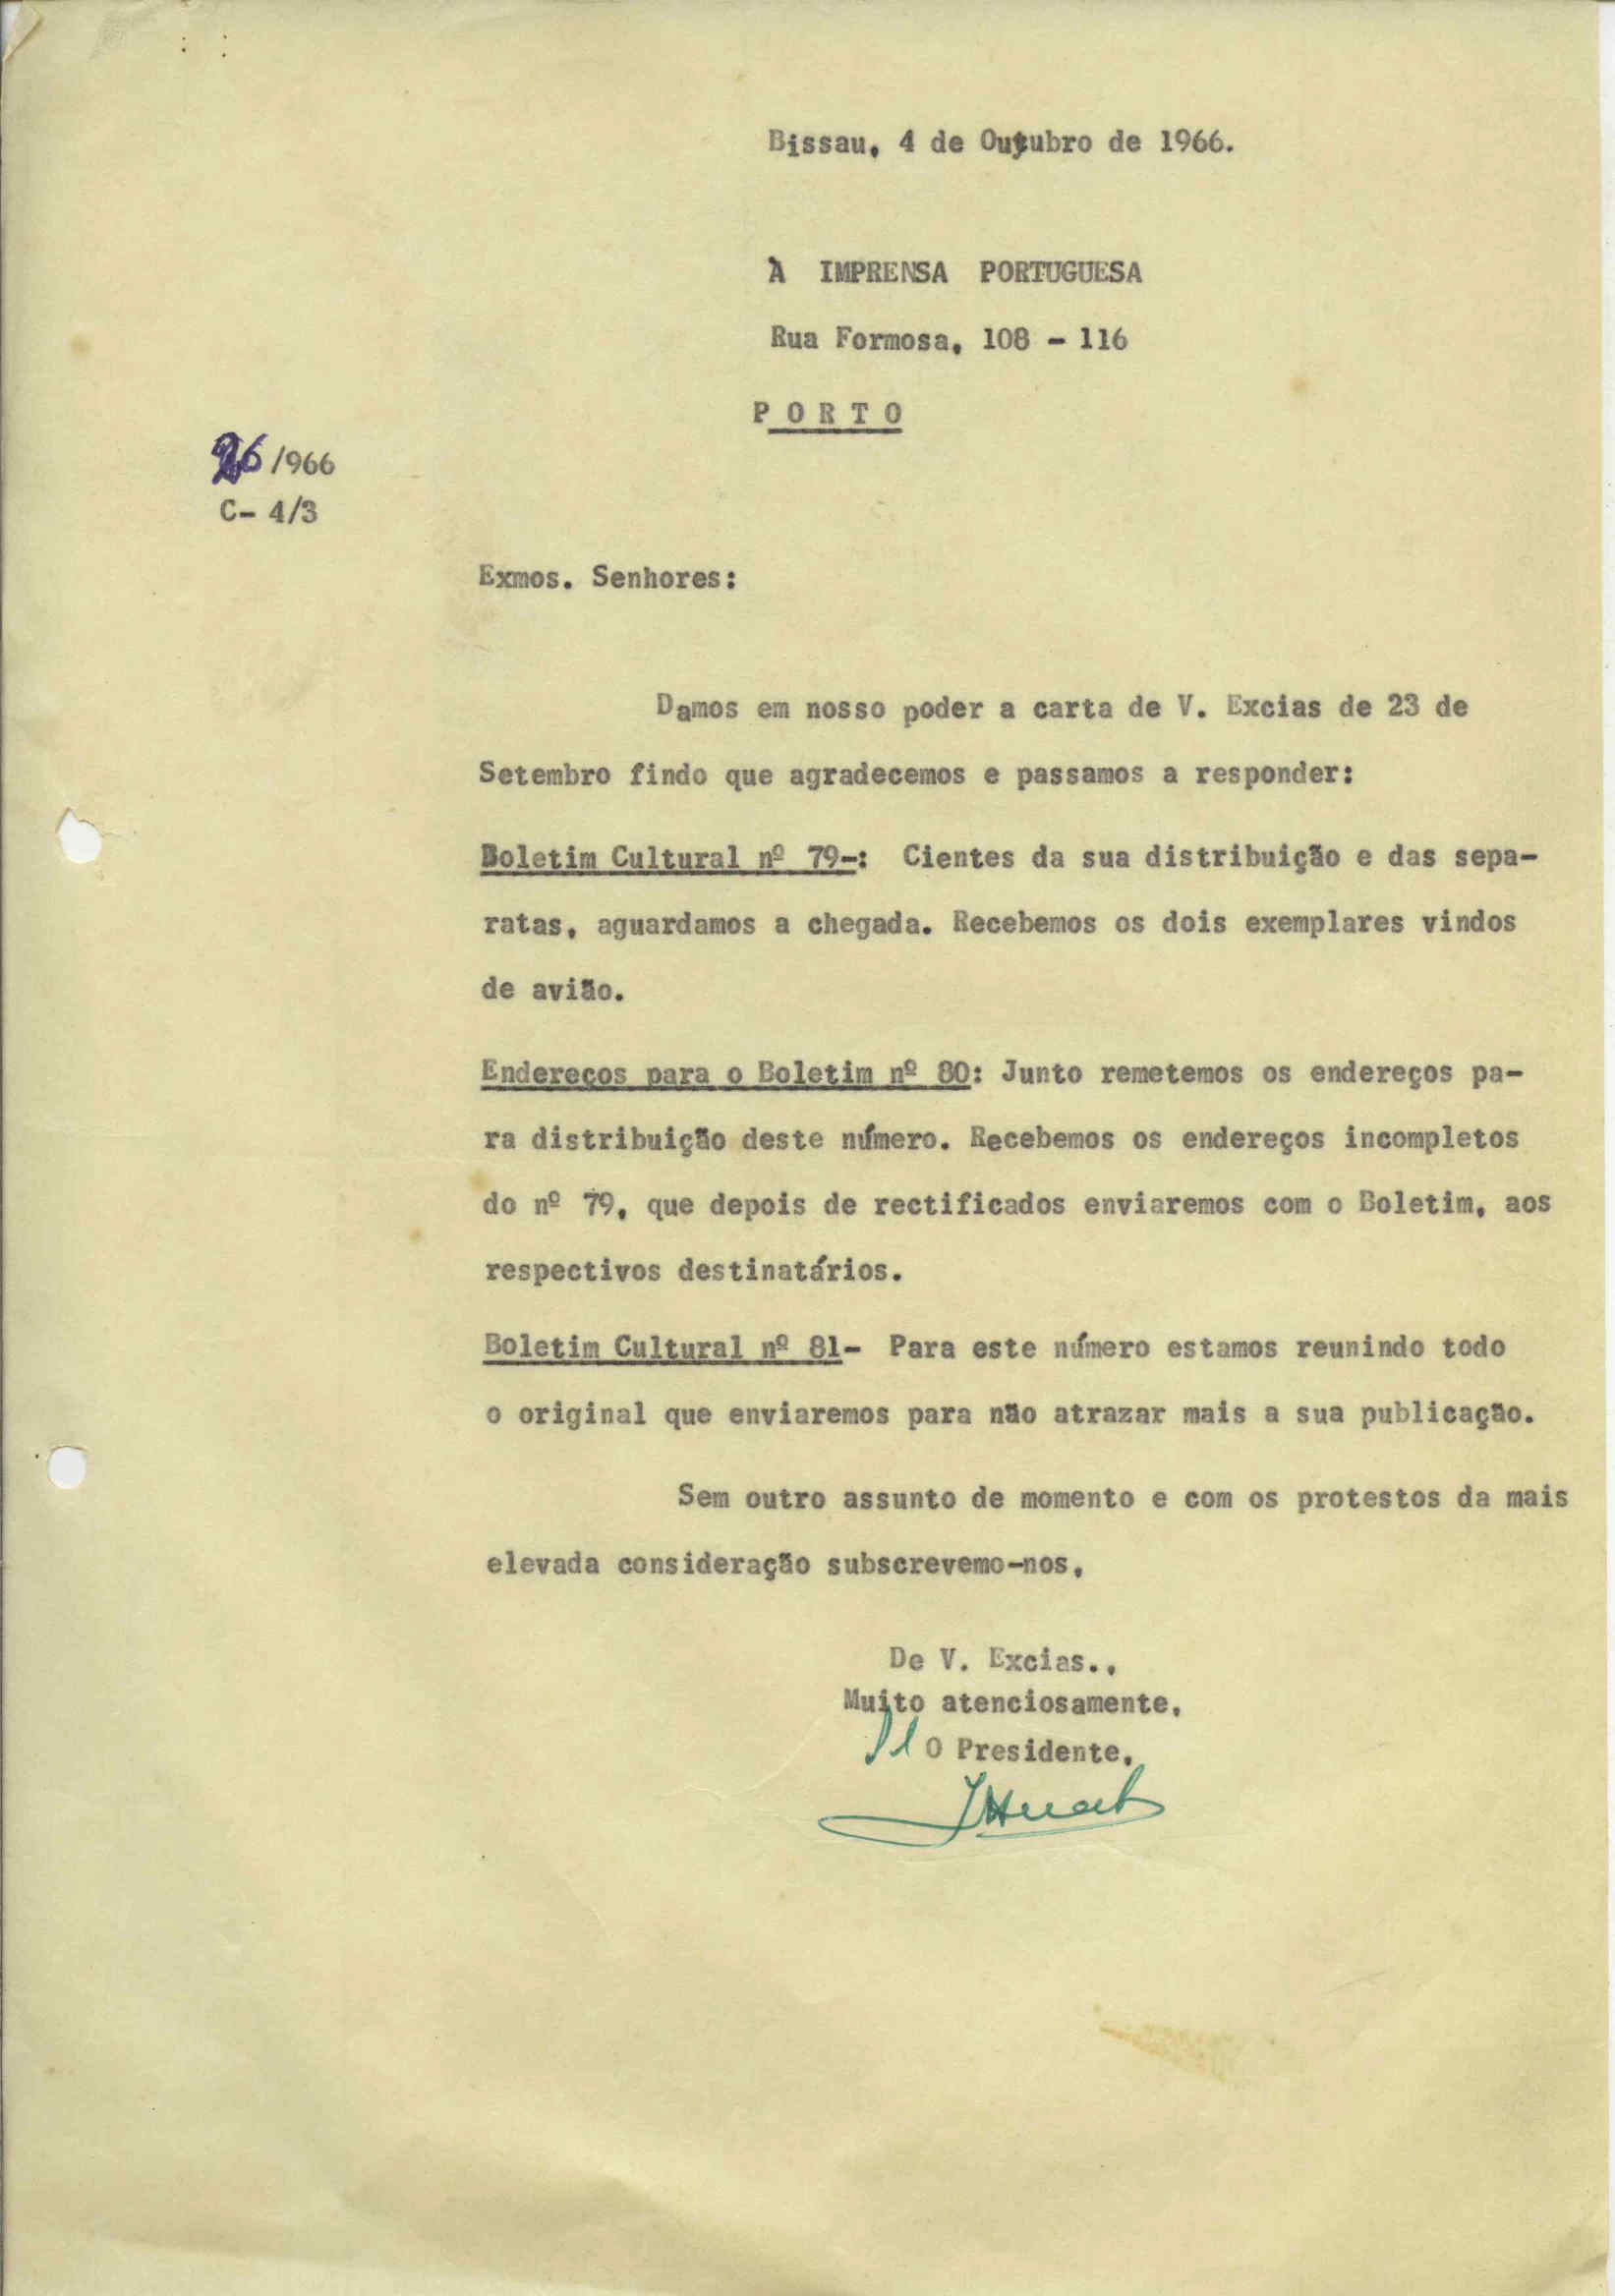 Bissau, 4 de Outubro de 1966.
À IMPRENSA PORTUGUESA
Rua Formosa, 108 - 116
PORTO
26/966
C- 4/3
Exmos. Senhores:
Damos em nosso poder a carta de V. Excias de 23 de
Setembro findo que agradecemos e passamos a responder:
Boletim Cultural nº 79-: Cientes da sua distribuição e das sepa-
ratas, aguardamos a chegada. Recebemos os dois exemplares vindos
de avião.
Endereços para o Boletim nº 80: Junto remetemos os endereços pa-
ra distribuição deste número. Recebemos os endereços incompletos
do nº 79, que depois de rectificados enviaremos com o Boletim, aos
respectivos destinatários.
Boletim Cultural nº 81- Para este número estamos reunindo todo
o original que enviaremos para não atrazar mais a sua publicação.
Sem outro assunto de momento e com os protestos da mais
elevada consideração subscrevemo-nos,
De V. Excias.,
Muito atenciosamente,
O Presidente,